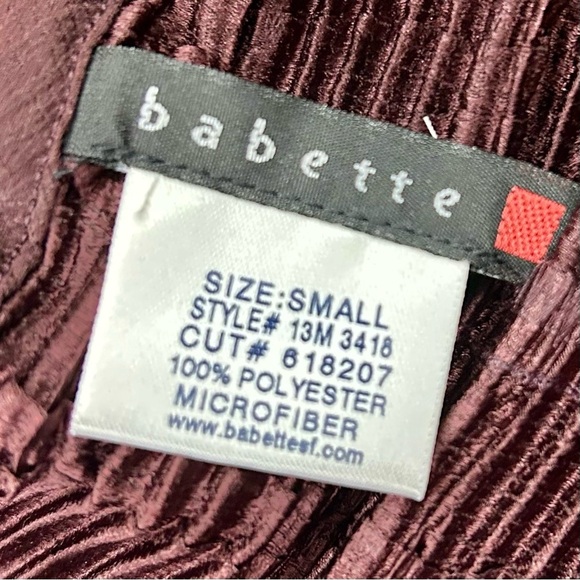 babette
SIZE:SMALL
STYLE# 13M 3418
CUT# 618207
100% POLYESTER
MICROFIBER
www.babettesf.com